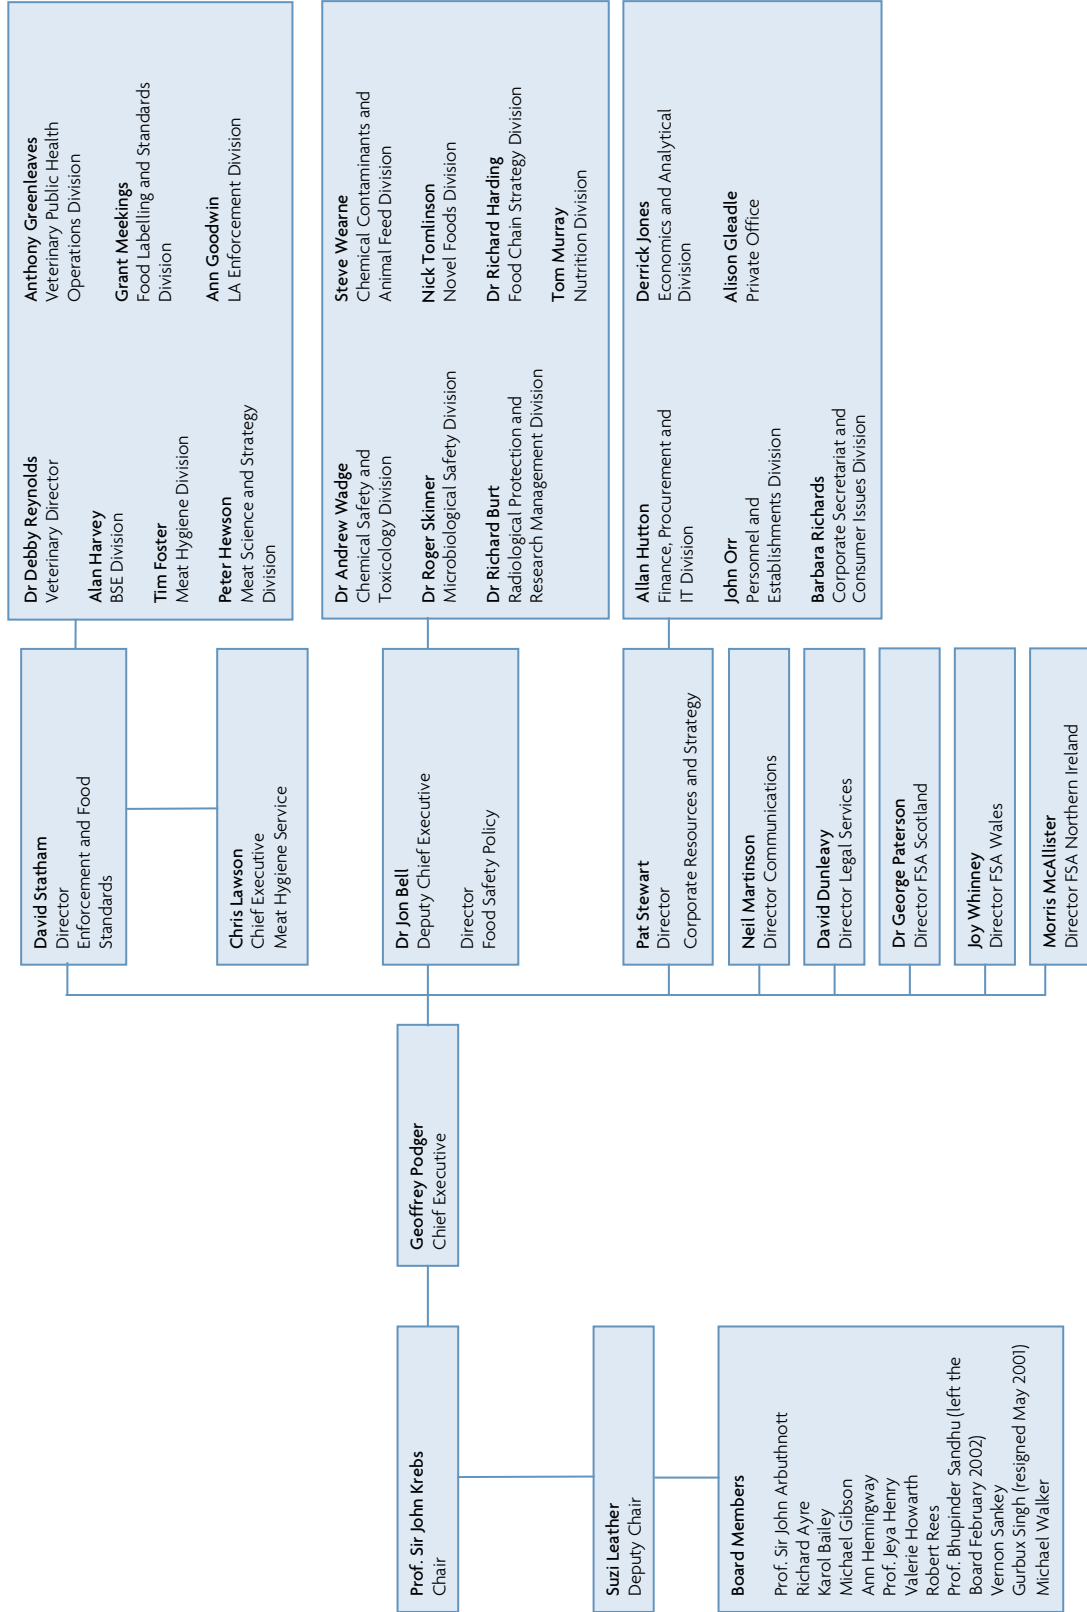 Prof. Sir John Krebs
Chair
Suzi Leather
Deputy Chair
Board Members
Prof. Sir John Arbuthnott
Richard Ayre
Karol Bailey
Michael Gibson
Ann Hemingway
Prof. Jeya Henry
Valerie Howarth
Robert Rees
Prof. Bhupinder Sandhu (left the
Board February 2002)
Vernon Sankey
Gurbux Singh (resigned May 2001)
Michael Walker
Geoffrey Podger
Chief Executive
David Statham
Director
Enforcement and Food
Standards
Chris Lawson
Chief Executive
Meat Hygiene Service
Dr Jon Bell
Deputy Chief Executive
Director
Food Safety Policy
Pat Stewart
Director
Corporate Resources and Strategy
Neil Martinson
Director Communications
David Dunleavy
Director Legal Services
Dr George Paterson
Director FSA Scotland
Joy Whinney
Director FSA Wales
Morris McAllister
Director FSA Northern Ireland
Dr Debby Reynolds
Veterinary Director
Alan Harvey
BSE Division
Tim Foster
Meat Hygiene Division
Peter Hewson
Meat Science and Strategy
Division
Anthony Greenleaves
Veterinary Public Health
Operations Division
Grant Meekings
Food Labelling and Standards
Division
Ann Goodwin
LA Enforcement Division
Dr Andrew Wadge
Chemical Safety and
Toxicology Division
Dr Roger Skinner
Microbiological Safety Division
Dr Richard Burt
Radiological Protection and
Research Management Division
Steve Wearne
Chemical Contaminants and
Animal Feed Division
Nick Tomlinson
Novel Foods Division
Dr Richard Harding
Food Chain Strategy Division
Tom Murray
Nutrition Division
Allan Hutton
Finance, Procurement and
IT Division
John Orr
Personnel and
Establishments Division
Barbara Richards
Corporate Secretariat and
Consumer Issues Division
Derrick Jones
Economics and Analytical
Division
Alison Gleadle
Private Office